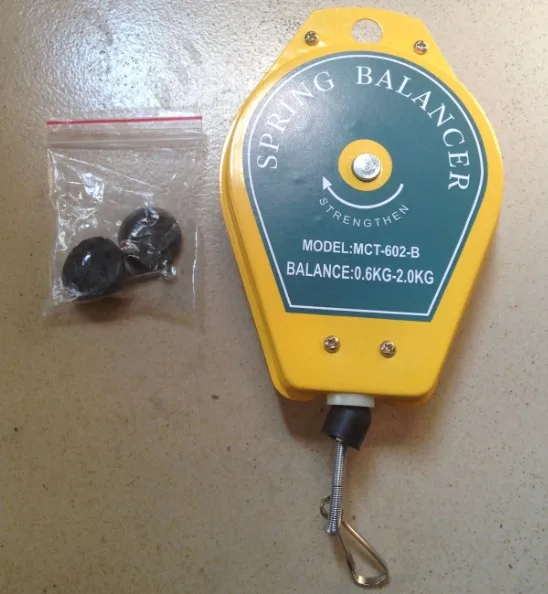 SPRING BALANCER
STRENGTHEN
MODEL:MCT-602-B
BALANCE:0.6KG-2.0KG